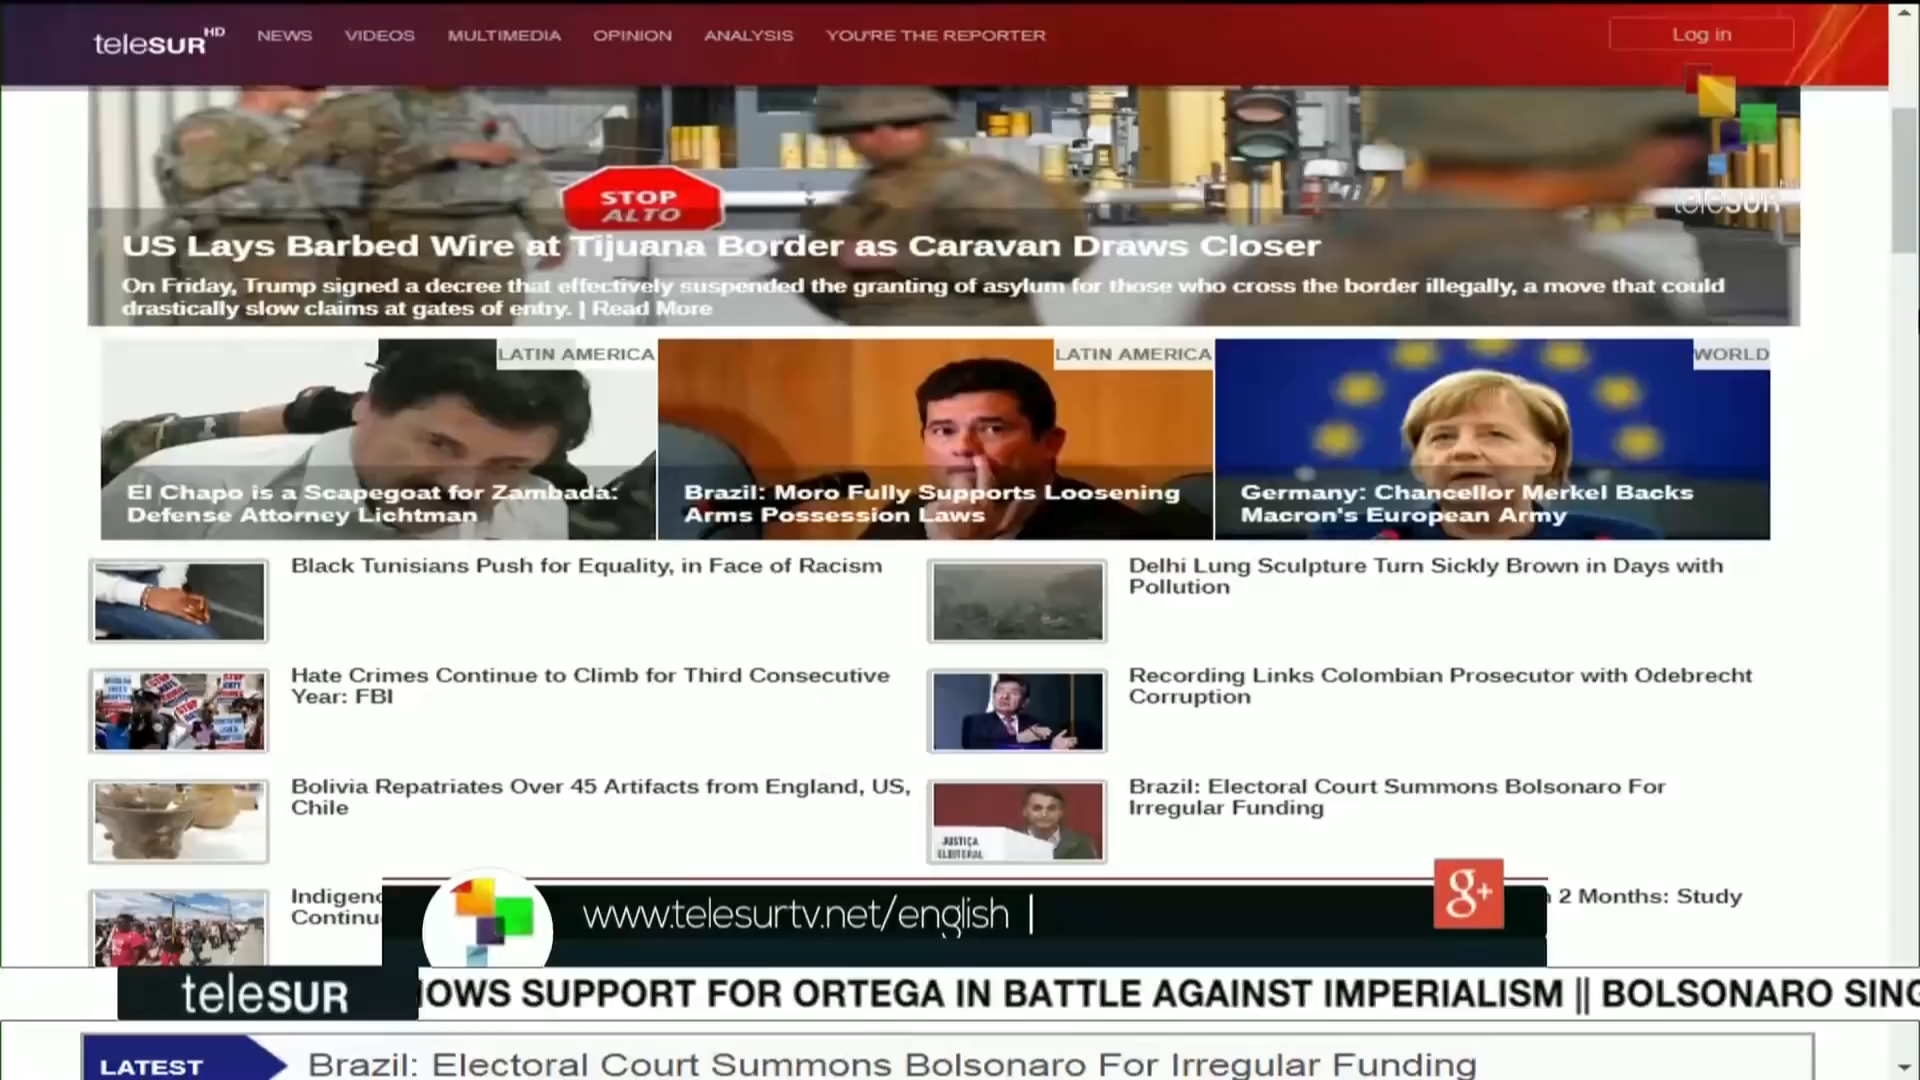 teleSURHD
NEWS VIDEOS MULTIMEDIA OPINION ANALYSIS YOU'RE THE REPORTER
Log in
STOP
ALTO
teleSUR
US Lays Barbed Wire at Tijuana Border as Caravan Draws Closer
On Friday, Trump signed a decree that effectively suspended the granting of asylum for those who cross the border illegally, a move that could
drastically slow claims at gates of entry. | Read More
LATIN AMERICA
El Chapo is a Scapegoat for Zambada:
Defense Attorney Lichtman
LATIN AMERICA
Brazil: Moro Fully Supports Loosening
Arms Possession Laws
WORLD
Germany: Chancellor Merkel Backs
Macron's European Army
Black Tunisians Push for Equality, in Face of Racism
Delhi Lung Sculpture Turn Sickly Brown in Days with
Pollution
Hate Crimes Continue to Climb for Third Consecutive
Year: FBI
Recording Links Colombian Prosecutor with Odebrecht
Corruption
Bolivia Repatriates Over 45 Artifacts from England, US,
Chile
JUSTIÇA
ELEITORAL
Brazil: Electoral Court Summons Bolsonaro For
Irregular Funding
2 Months: Study
www.telesurtv.net/english |
g+
teleSUR
OWS SUPPORT FOR ORTEGA IN BATTLE AGAINST IMPERIALISM || BOLSONARO
LATEST
Brazil: Electoral Court Summons Bolsonaro For Irregular Funding